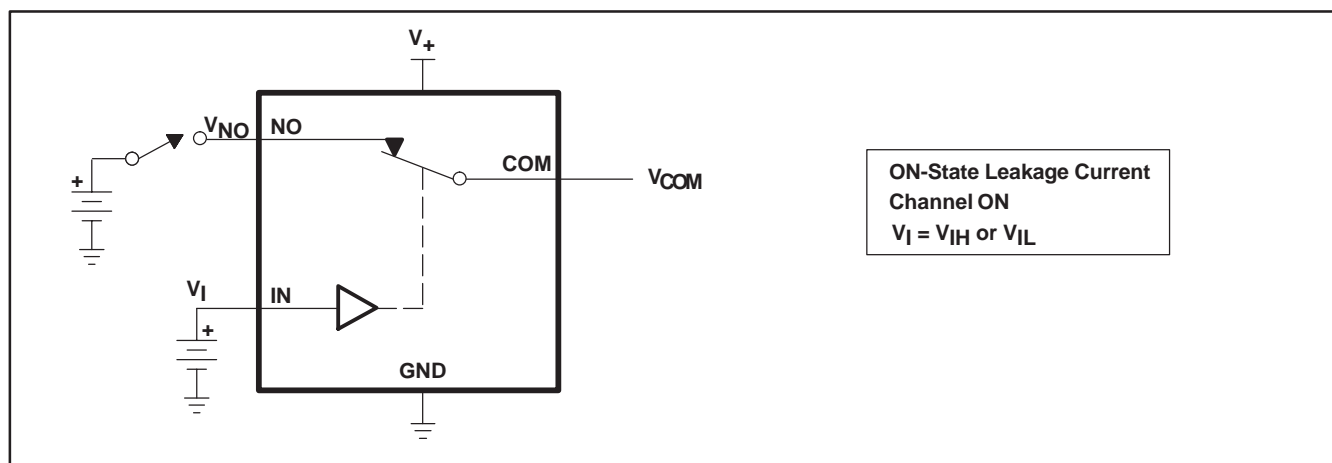 V+
VNO
NO
COM
VCOM
+
VI
IN
+
GND
ON-State Leakage Current
Channel ON
VI = VIH or VIL